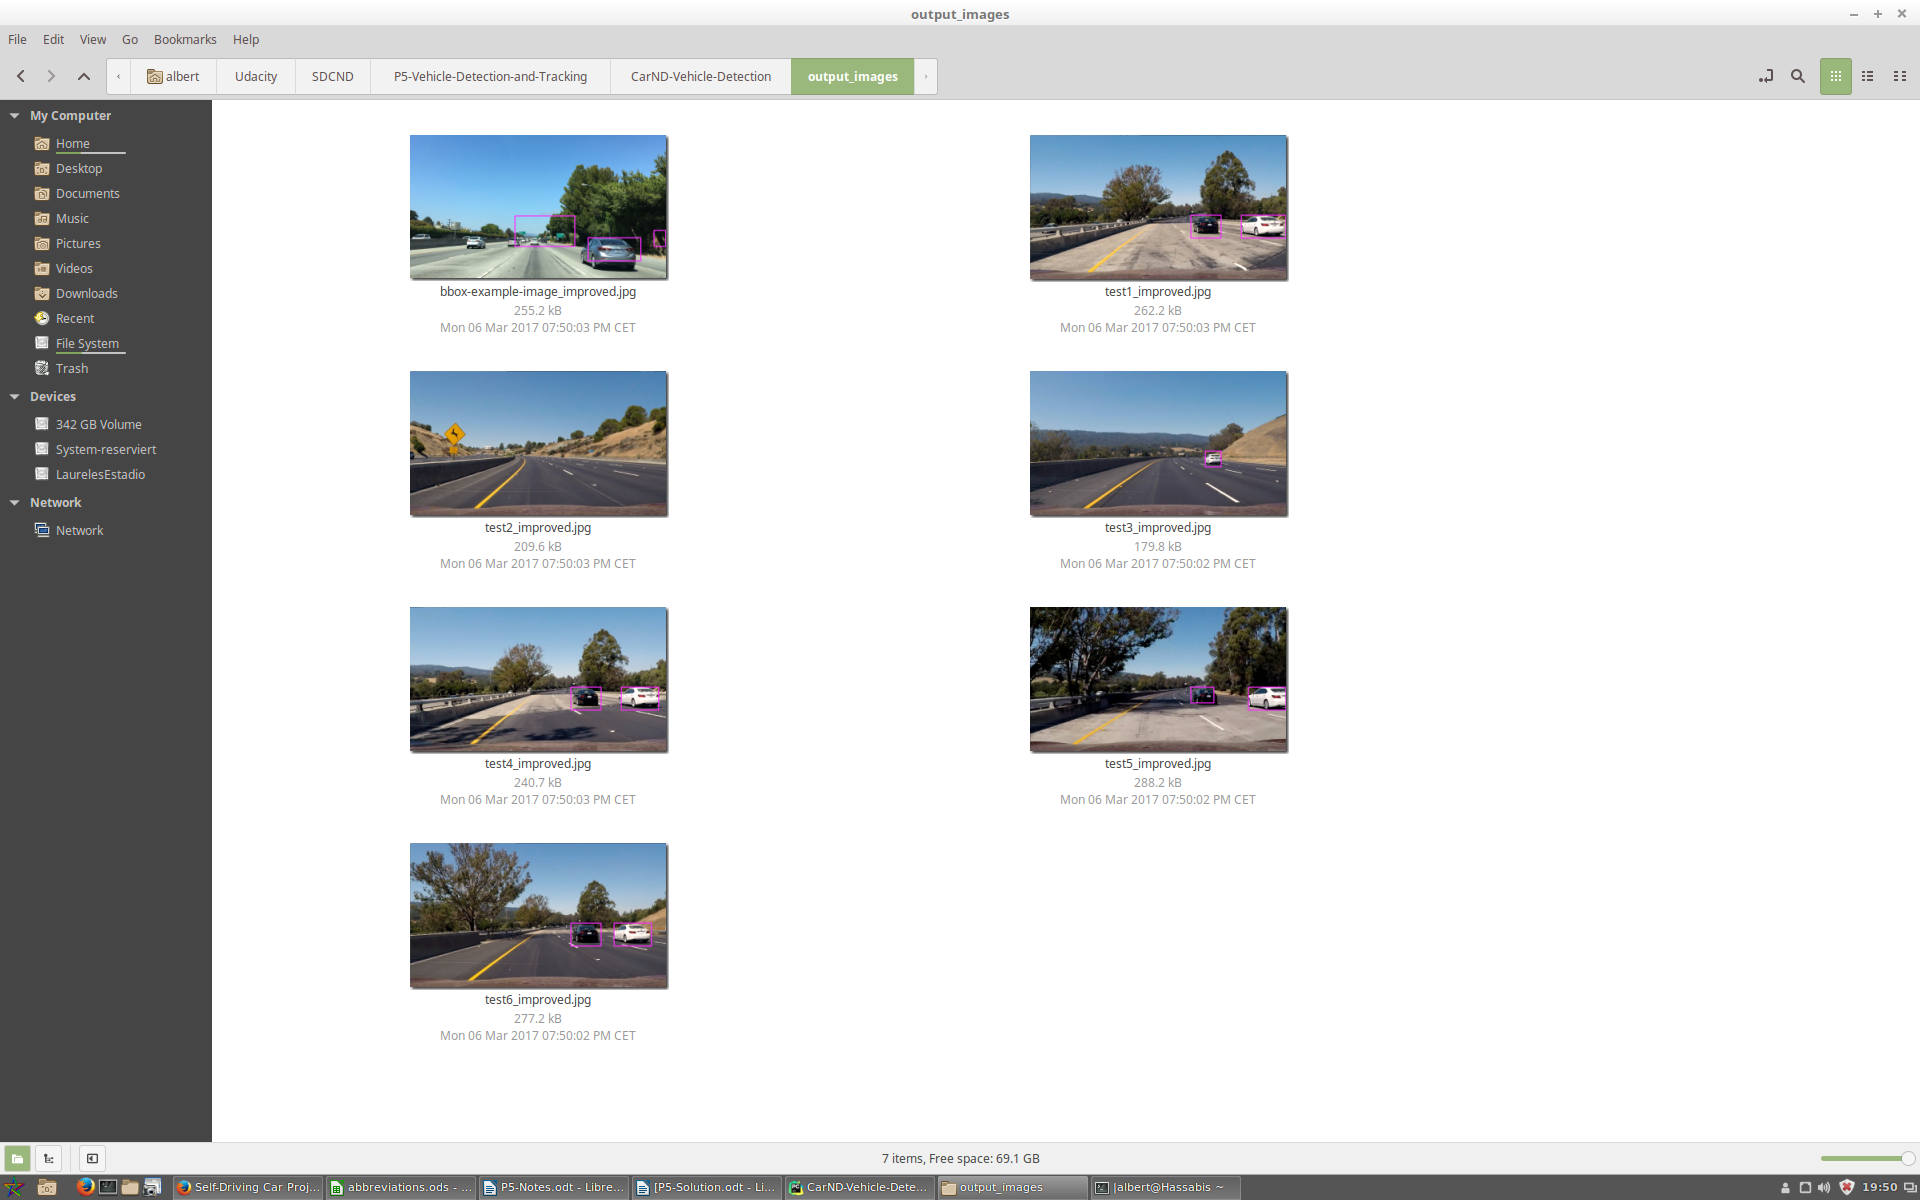 output_images
File Edit View Go Bookmarks Help
albert Udacity SDCND P5-Vehicle-Detection-and-Tracking CarND-Vehicle-Detection output_images
My Computer
Home
Desktop
Documents
Music
Pictures
Videos
Downloads
Recent
File System
Trash
Devices
342 GB Volume
System-reserviert
LaurelesEstadio
Network
Network
bbox-example-image_improved.jpg
255.2 kB
Mon 06 Mar 2017 07:50:03 PM CET
test1_improved.jpg
262.2 kB
Mon 06 Mar 2017 07:50:03 PM CET
test2_improved.jpg
209.6 kB
Mon 06 Mar 2017 07:50:03 PM CET
test3_improved.jpg
179.8 kB
Mon 06 Mar 2017 07:50:02 PM CET
test4_improved.jpg
240.7 kB
Mon 06 Mar 2017 07:50:03 PM CET
test5_improved.jpg
288.2 kB
Mon 06 Mar 2017 07:50:02 PM CET
test6_improved.jpg
277.2 kB
Mon 06 Mar 2017 07:50:02 PM CET
7 items, Free space: 69.1 GB
Self-Driving Car Proj... abbreviations.ods - ... P5-Notes.odt - Libre... [P5-Solution.odt - Li... CarND-Vehicle-Dete... output_images |albert@Hassabis ~ 19:50